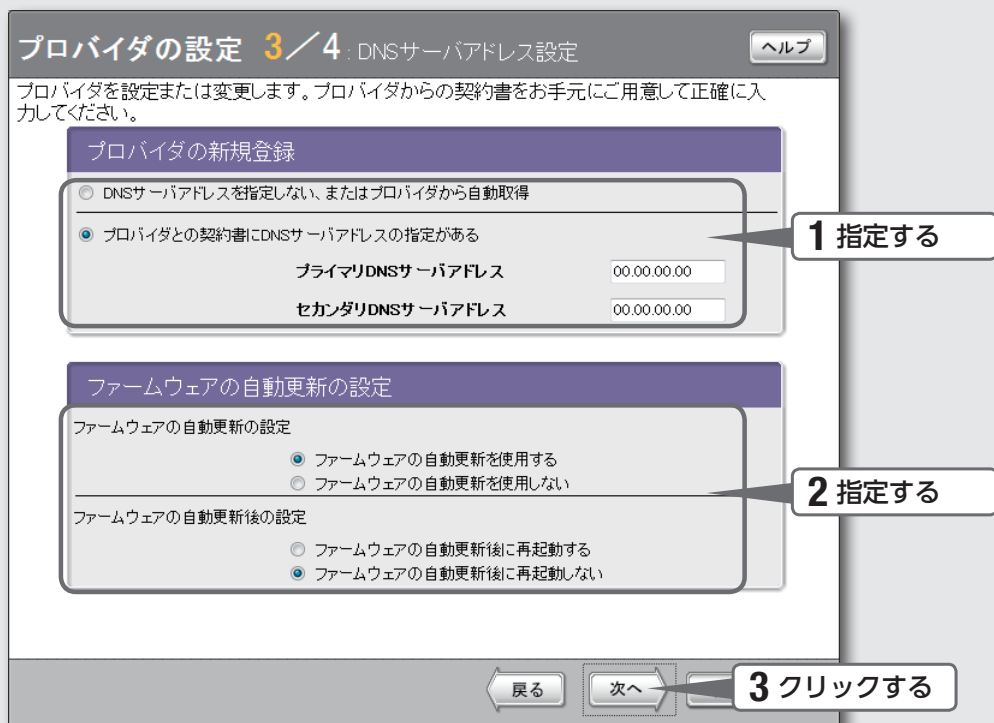 プロバイダの設定 3／4 : DNSサーバアドレス設定
ヘルプ
プロバイダを設定または変更します。プロバイダからの契約書をお手元にご用意して正確に入
力してください。
プロバイダの新規登録
DNSサーバアドレスを指定しない、またはプロバイダから自動取得
プロバイダとの契約書にDNSサーバアドレスの指定がある
プライマリDNSサーバアドレス 00.00.00.00
セカンダリDNSサーバアドレス 00.00.00.00
1 指定する
ファームウェアの自動更新の設定
ファームウェアの自動更新の設定
ファームウェアの自動更新を使用する
ファームウェアの自動更新を使用しない
2 指定する
ファームウェアの自動更新後の設定
ファームウェアの自動更新後に再起動する
ファームウェアの自動更新後に再起動しない
戻る
次へ
3 クリックする